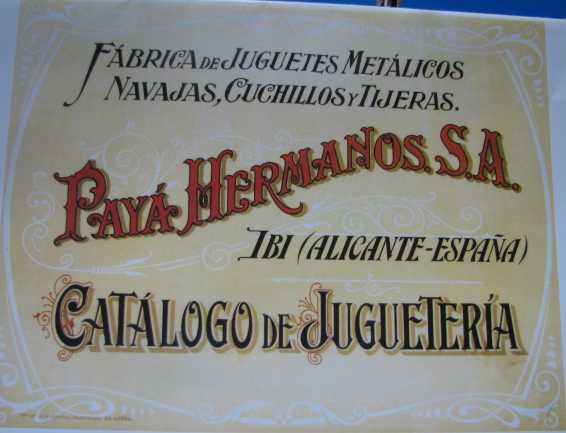 FÁBRICA DE JUGUETES METÁLICOS
NAVAJAS, CUCHILLOS Y TIJERAS.
PAYÁ HERMANOS. S.A.
IBI (ALICANTE-ESPAÑA)
CATÁLOGO DE JUGUETERÍA